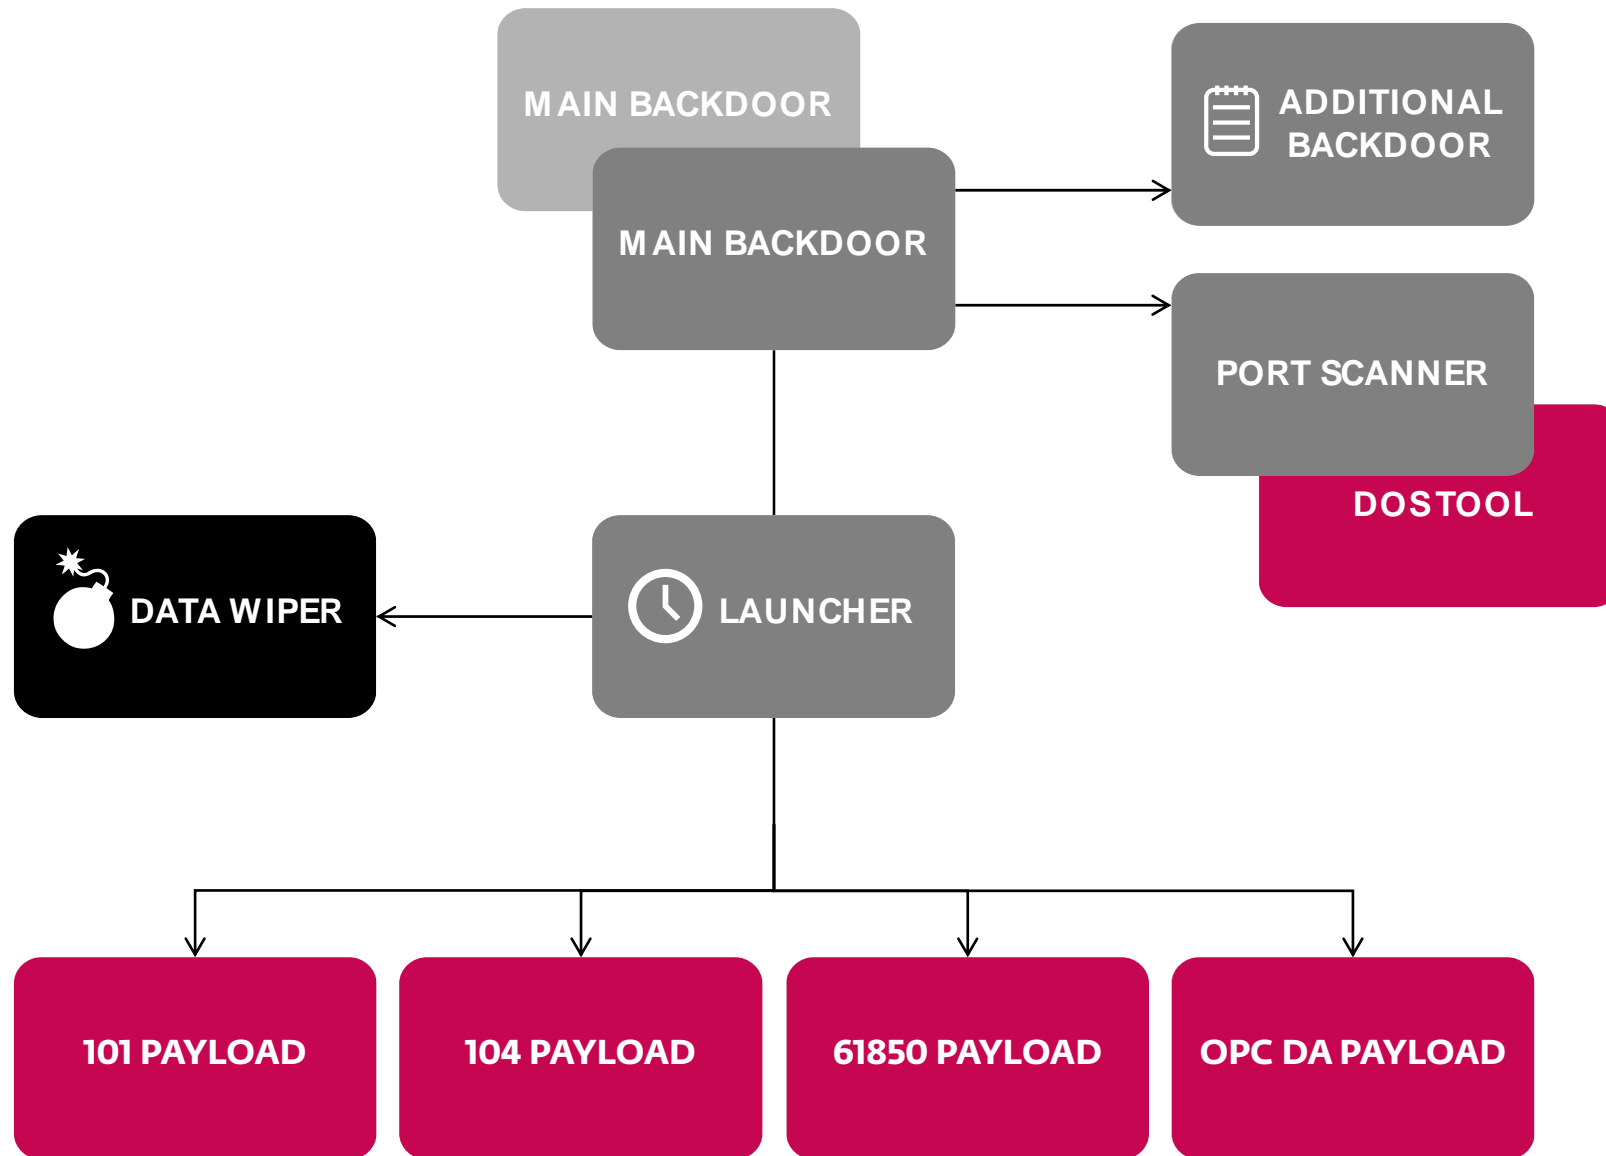 MAIN BACKDOOR
ADDITIONAL
BACKDOOR
MAIN BACKDOOR
PORT SCANNER
DOSTOOL
DATA WIPER
LAUNCHER
101 PAYLOAD
104 PAYLOAD
61850 PAYLOAD
OPC DA PAYLOAD